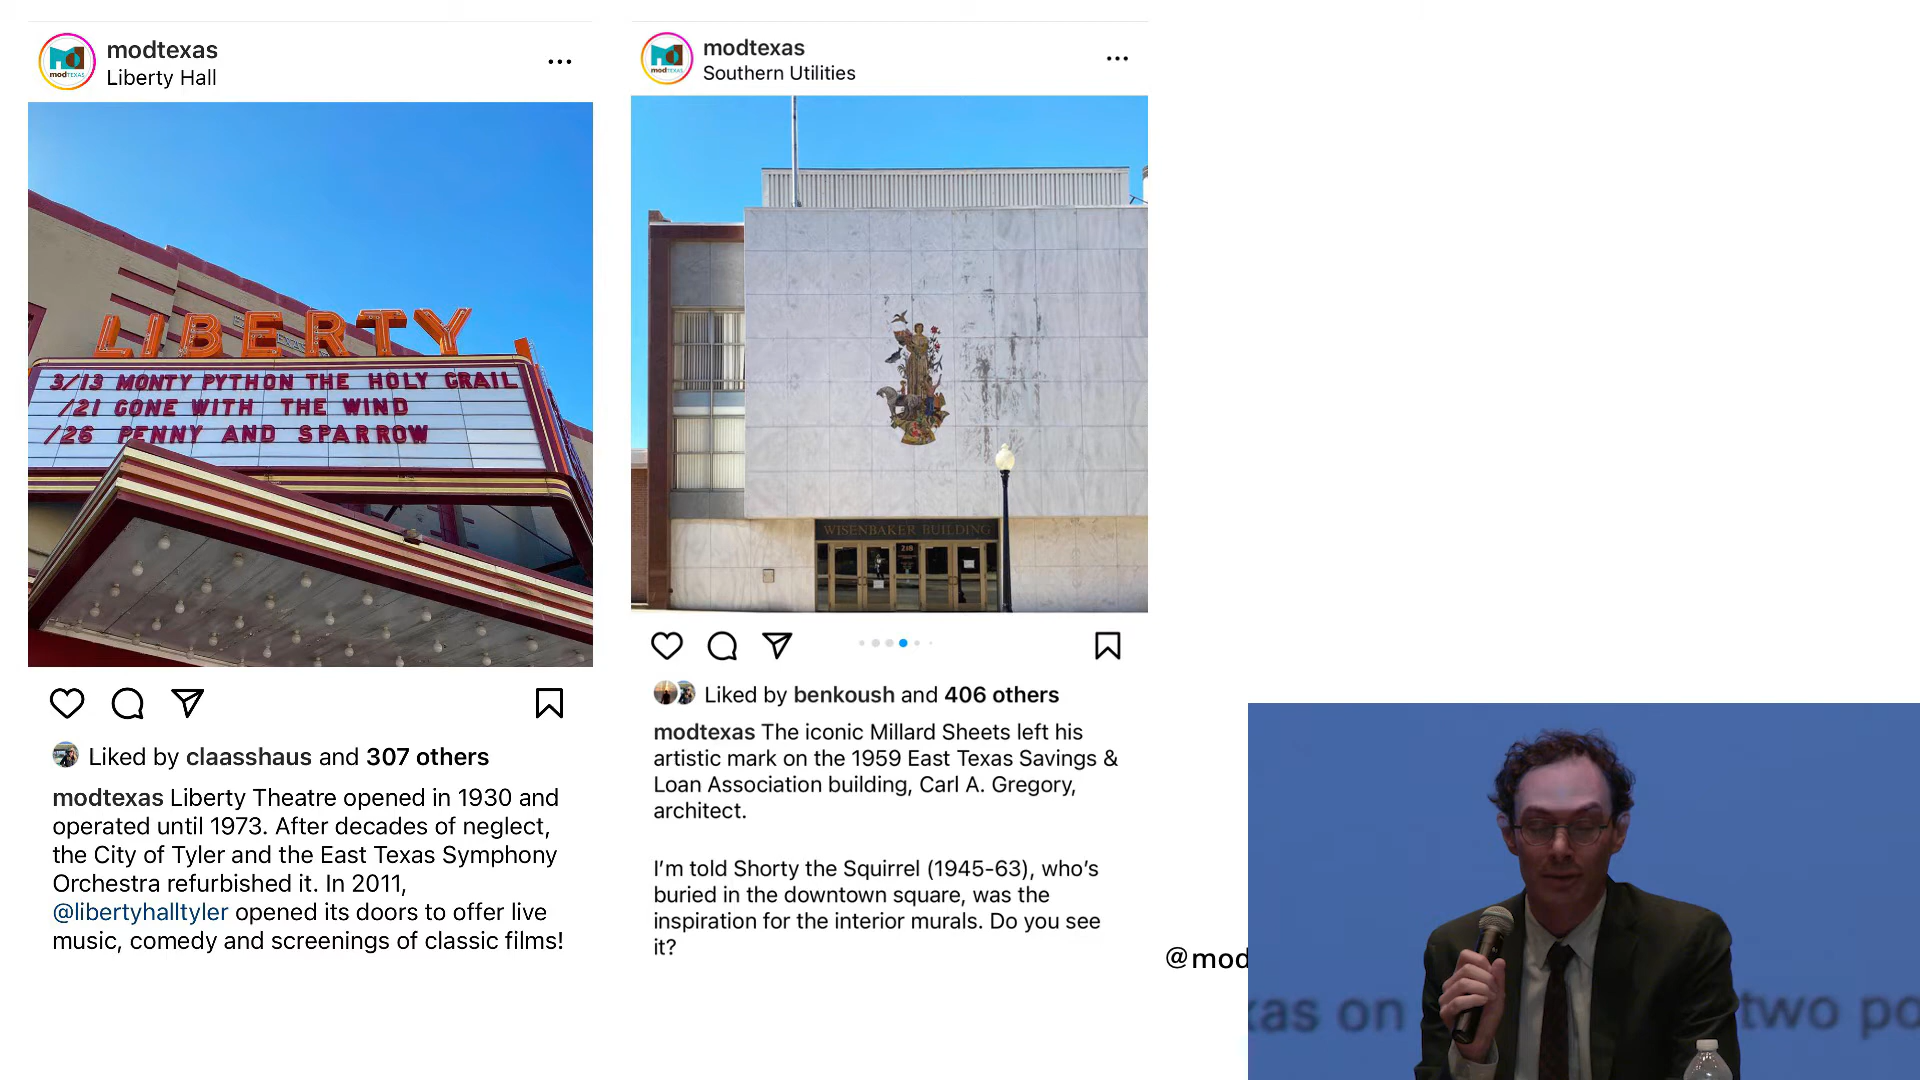 modtexas
Liberty Hall
LIBERTY
3/13 MONTY PYTHON THE HOLY GRAIL
/21 GONE WITH THE WIND
/26 PENNY AND SPARROW
Liked by claasshaus and 307 others
modtexas Liberty Theatre opened in 1930 and
operated until 1973. After decades of neglect,
the City of Tyler and the East Texas Symphony
Orchestra refurbished it. In 2011,
@libertyhalltyler opened its doors to offer live
music, comedy and screenings of classic films!
modtexas
Southern Utilities
WISENBAKER BUILDING
218
Liked by benkoush and 406 others
modtexas The iconic Millard Sheets left his
artistic mark on the 1959 East Texas Savings &
Loan Association building, Carl A. Gregory,
architect.
I’m told Shorty the Squirrel (1945-63), who’s
buried in the downtown square, was the
inspiration for the interior murals. Do you see
it?
@mod
xas on two po